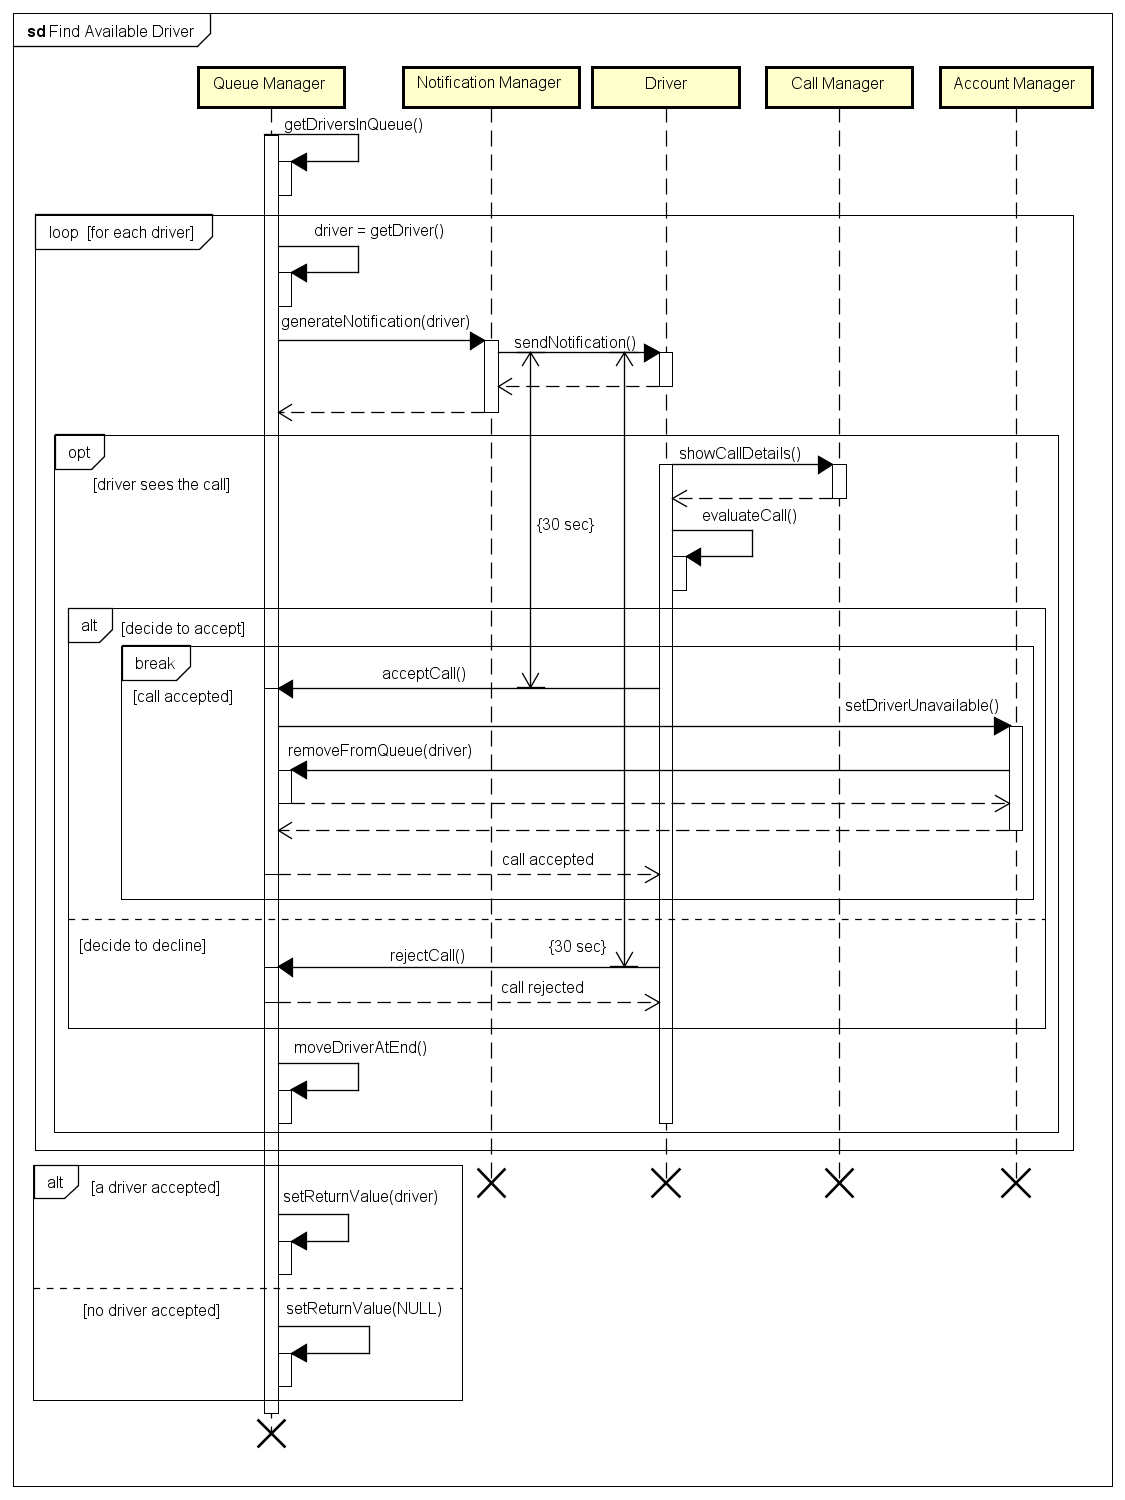 sd Find Available Driver
Queue Manager
Notification Manager
Driver
Call Manager
Account Manager
getDriversInQueue()
loop [for each driver]
driver = getDriver()
generateNotification(driver)
sendNotification()
opt
[driver sees the call]
showCallDetails()
evaluateCall()
{30 sec}
alt
[decide to accept]
break
[call accepted]
acceptCall()
setDriverUnavailable()
removeFromQueue(driver)
call accepted
[decide to decline]
{30 sec}
rejectCall()
call rejected
moveDriverAtEnd()
alt
[a driver accepted]
setReturnValue(driver)
[no driver accepted]
setReturnValue(NULL)